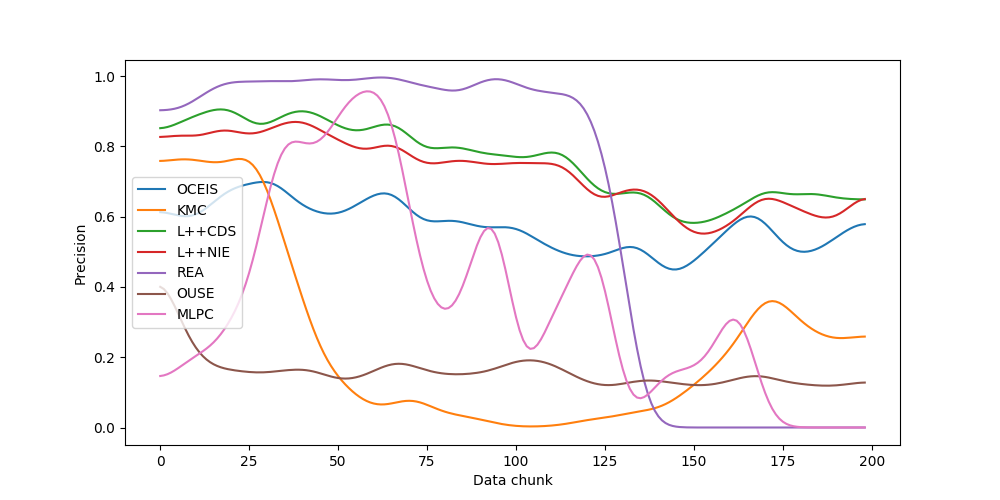 1.0
0.8
0.6
0.4
0.2
0.0
Precision
OCEIS
KMC
L++CDS
L++NIE
REA
OUSE
MLPC
0 25 50 75 100 125 150 175 200
Data chunk